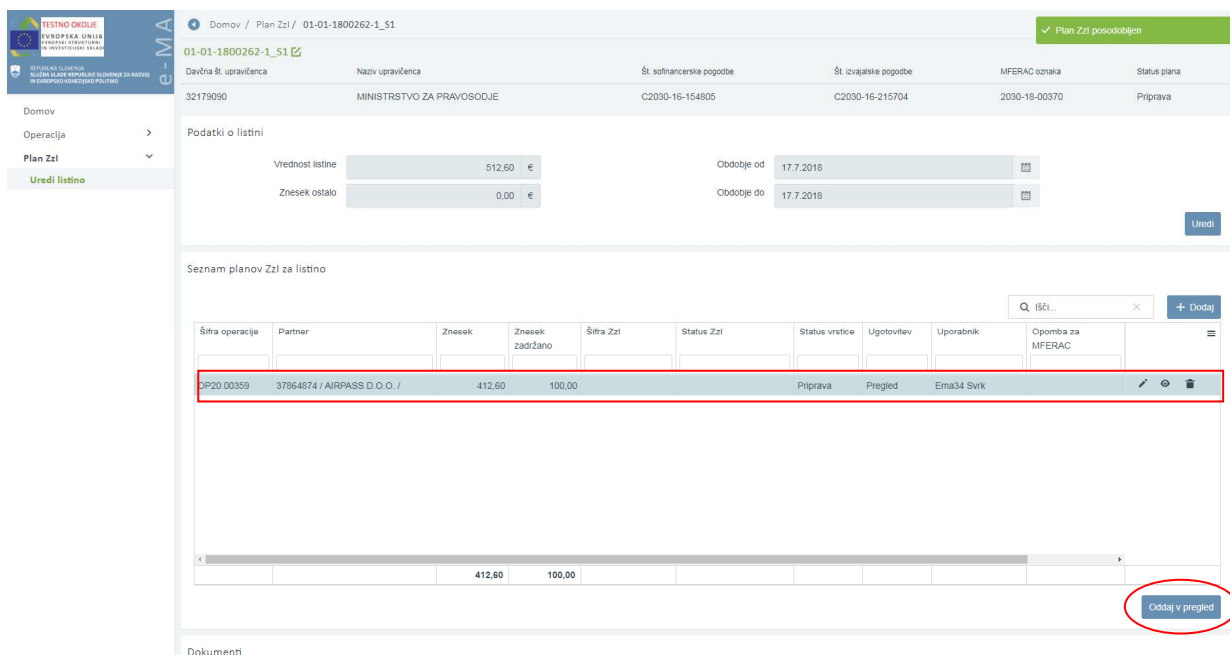 TESTNO OKOLJE
EVROPSKA UNIJA
EVROPSKI STRUKTURNI
IN INVESTICIJSKI SKLADI
REPUBLIKA SLOVENIJA
SLUŽBA VLADE REPUBLIKE SLOVENIJE ZA RAZVOJ
IN EVROPSKO KOHEZIJSKO POLITIKO
e-MA
Domov
Operacija
Plan ZzI
Uredi listino
Domov / Plan ZzI / 01-01-1800262-1_S1
Plan ZzI posodobljen
01-01-1800262-1_S1
Davčna št. upravičenca Naziv upravičenca Št. sofinancerske pogodbe Št. izvajalske pogodbe MFERAC oznaka Status plana
32179090 MINISTRSTVO ZA PRAVOSODJE C2030-16-154805 C2030-16-215704 2030-18-00370 Priprava
Podatki o listini
Vrednost listine 512,60 € Obdobje od 17.7.2018
Znesek ostalo 0,00 € Obdobje do 17.7.2018
Uredi
Seznam planov ZzI za listino
Išči... × + Dodaj
Šifra operacije Partner Znesek Znesek zadržano Šifra ZzI Status ZzI Status vrstice Ugotovitev Uporabnik Opomba za MFERAC
OP20.00359 37864874 / AIRPASS D.O.O. / 412,60 100,00 Priprava Pregled Ema34 Svrk
412,60 100,00
Oddaj v pregled
Dokumenti